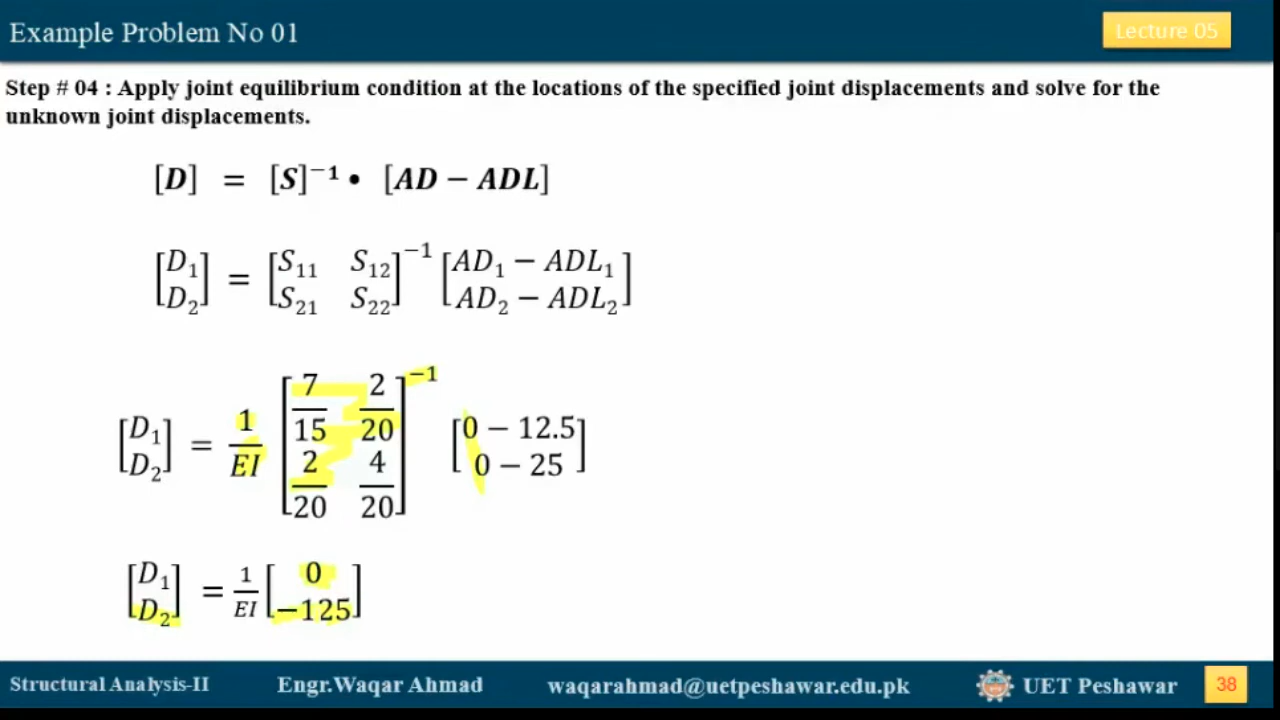 Example Problem No 01
Lecture 05
Step # 04 : Apply joint equilibrium condition at the locations of the specified joint displacements and solve for the
unknown joint displacements.
[D] = [S]⁻¹ • [AD − ADL]
[D₁ D₂] = [S₁₁ S₁₂ S₂₁ S₂₂]⁻¹ [AD₁ − ADL₁ AD₂ − ADL₂]
[D₁ D₂] = 1/EI [7/15 2/20 2/20 4/20]⁻¹ [0 − 12.5 0 − 25]
[D₁ D₂] = 1/EI [0 −125]
Structural Analysis-II Engr.Waqar Ahmad waqarahmad@uetpeshawar.edu.pk UET Peshawar 38